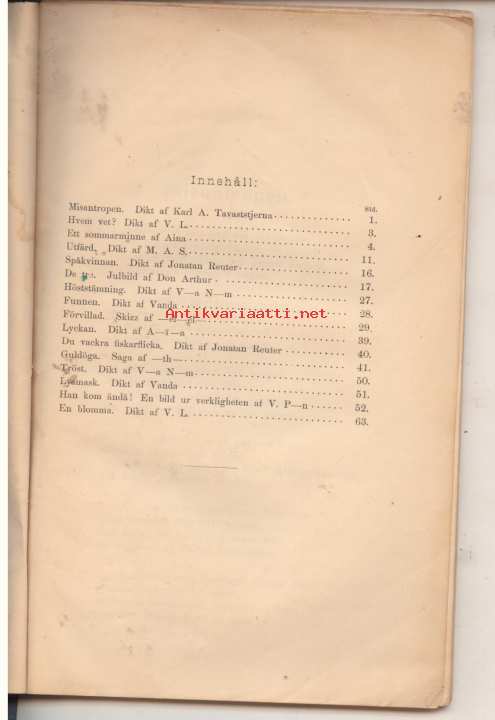 Innehåll:
Sid.
Misantropen. Dikt af Karl A. Tavaststjerna 1.
Hvem vet? Dikt af V. L. 3.
Ett sommarminne af Aina 4.
Utfärd. Dikt af M. A. S. 11.
Spåkvinnan. Dikt af Jonatan Reuter 16.
De Julbild af Don Arthur 17.
Höststämning. Dikt af V—a N—m 27.
Funnen. Dikt af Vanda 28.
Antikvariaatti.net
Förvillad. Skizz af 29.
Lyckan. Dikt af A—ï—a 39.
Du vackra fiskarflicka. Dikt af Jonatan Reuter 40.
Guldöga. Saga af —th— 41.
Tröst. Dikt af V—a N—m 50.
Lyamask. Dikt af Vanda 51.
Han kom ändå! En bild ur verkligheten af V. P—n 52.
En blomma. Dikt af V. L. 63.